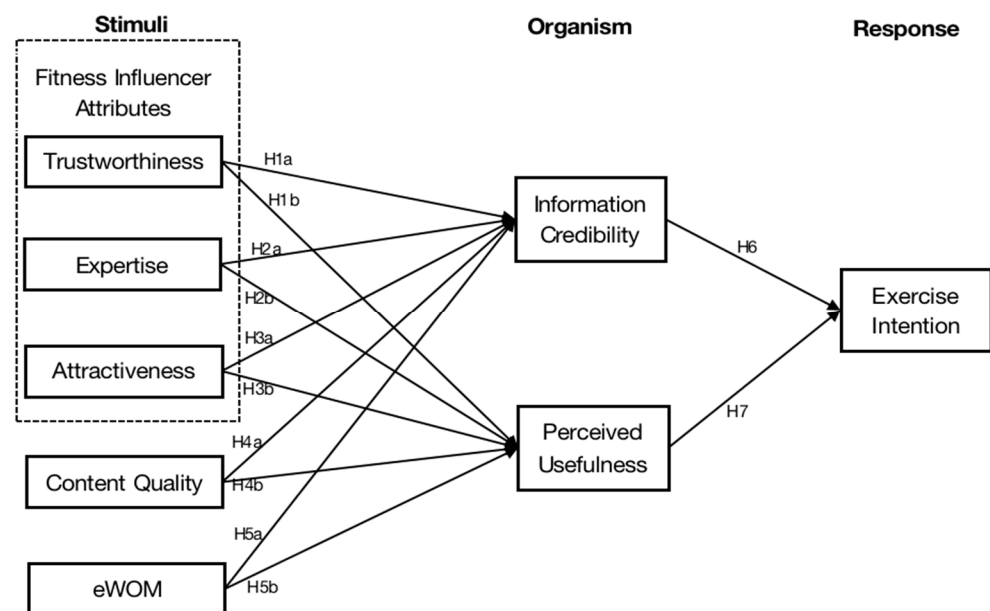 Stimuli
Organism
Response
Fitness Influencer
Attributes
Trustworthiness
Expertise
Attractiveness
Content Quality
eWOM
H1a
H1b
H2a
H2b
H3a
H3b
H4a
H4b
H5a
H5b
Information
Credibility
Perceived
Usefulness
H6
H7
Exercise
Intention